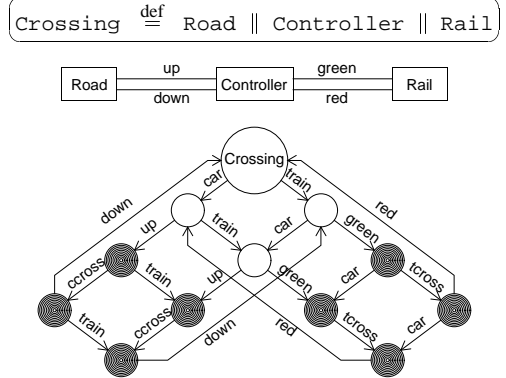 Crossing def = Road || Controller || Rail
up green
Road Controller Rail
down red
Crossing
car train
down red
up train car green
ccross train up green car tcross
train ccross down red tcross car